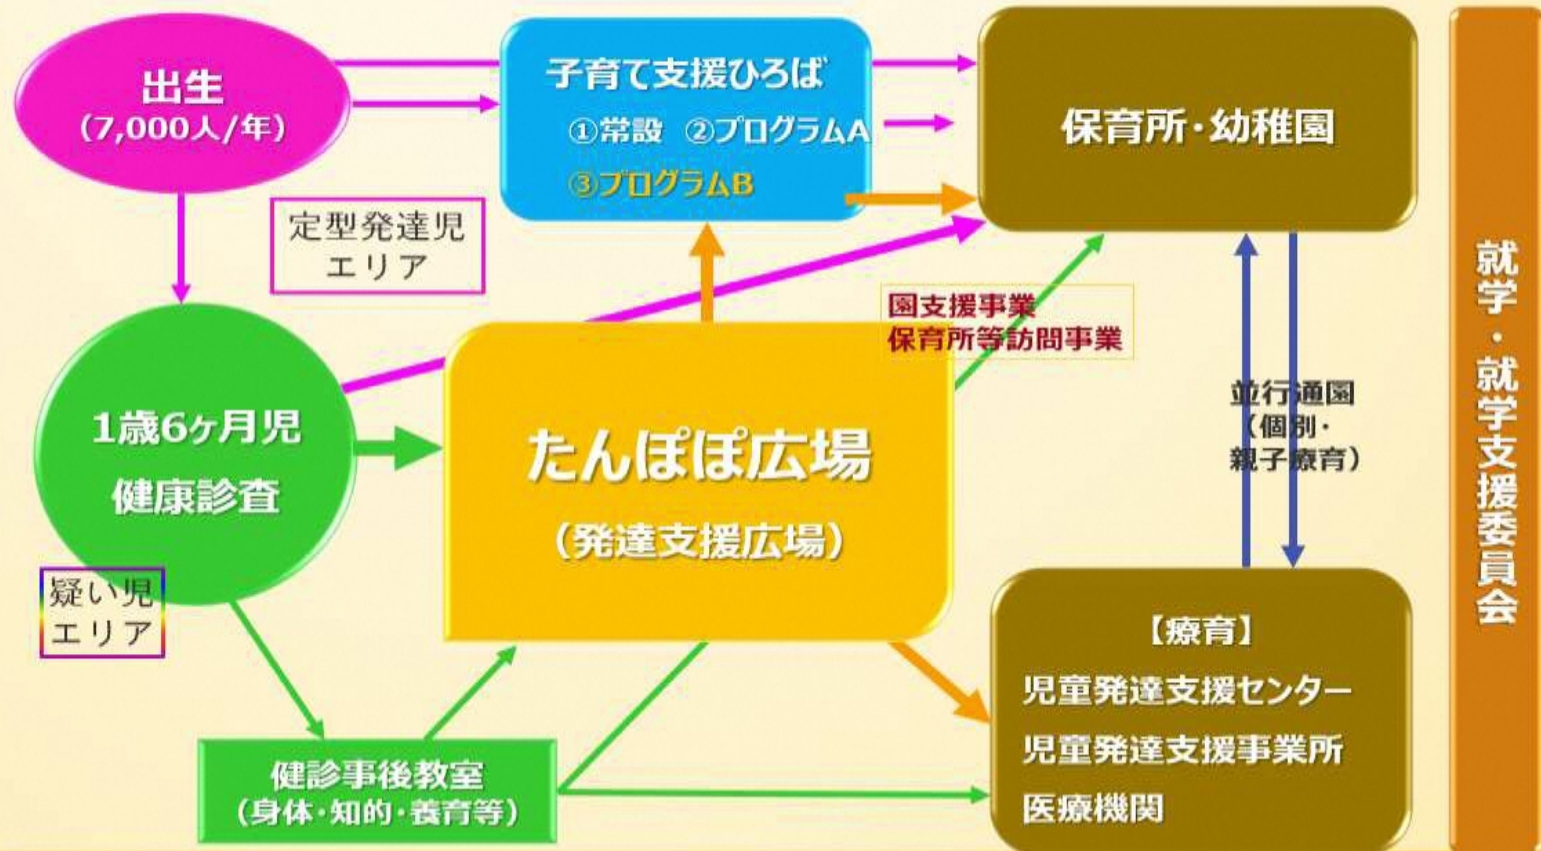 出生
(7,000人/年)
子育て支援ひろば
①常設 ②プログラムA
③プログラムB
保育所・幼稚園
定型発達児
エリア
園支援事業
保育所等訪問事業
1歳6ヶ月児
健康診査
たんぽぽ広場
(発達支援広場)
並行通園
(個別・
親子療育)
疑い児
エリア
健診事後教室
(身体・知的・養育等)
【療育】
児童発達支援センター
児童発達支援事業所
医療機関
就学・就学支援委員会